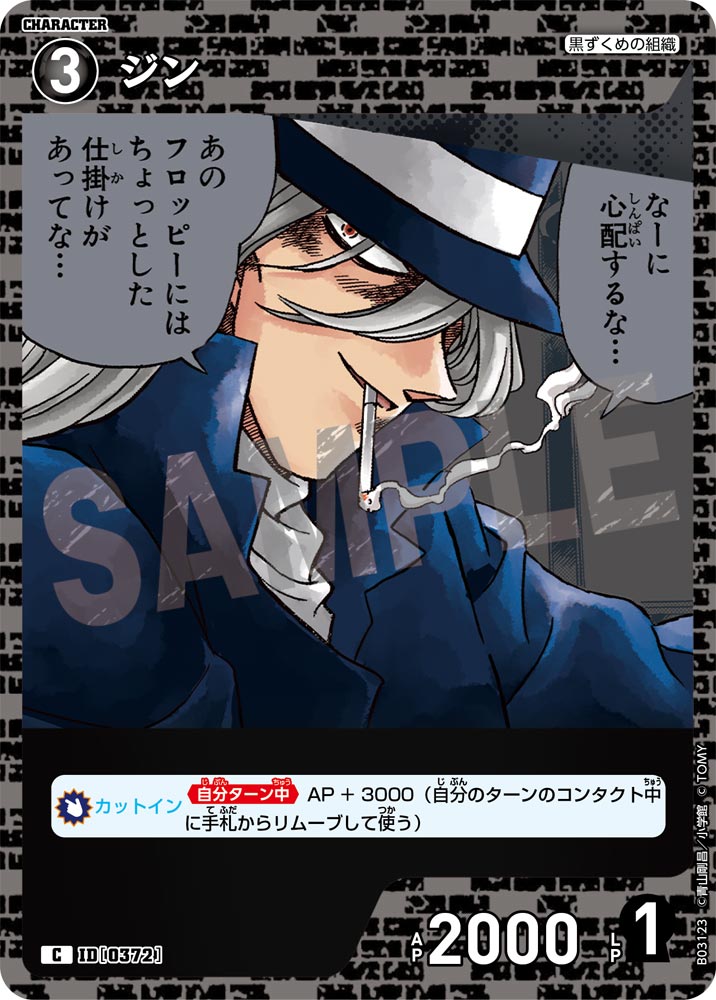 CHARACTER
3
ジン
黒ずくめの組織
なーに
心配するな…
あの
フロッピーには
ちょっとした
仕掛けが
あってな…
SAMPLE
カットイン 自分ターン中 AP + 3000（自分のターンのコンタクト中
に手札からリムーブして使う）
C ID[0372]
AP 2000 LP 1
B03123 ©青山剛昌／小学館 ©TOMY